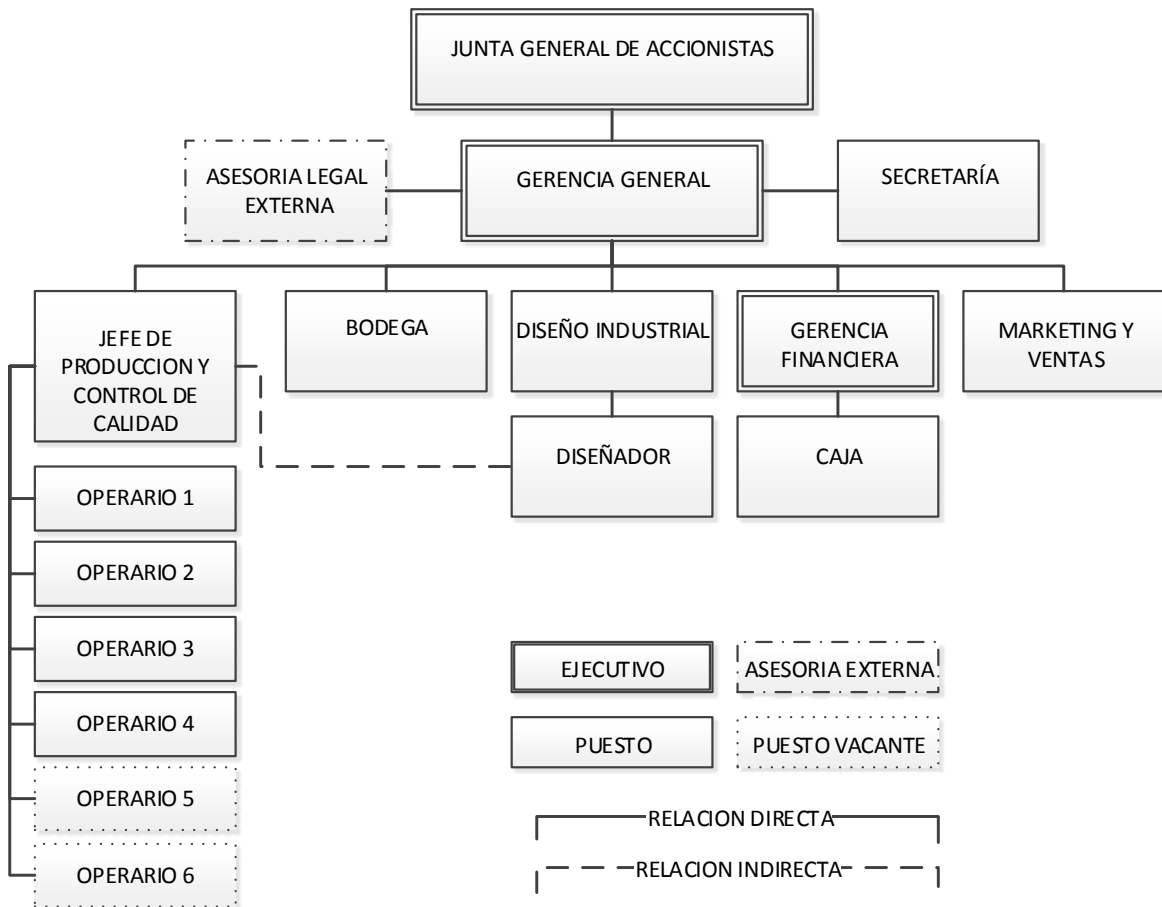 JUNTA GENERAL DE ACCIONISTAS
ASESORIA LEGAL
EXTERNA
GERENCIA GENERAL
SECRETARÍA
JEFE DE
PRODUCCION Y
CONTROL DE
CALIDAD
BODEGA
DISEÑO INDUSTRIAL
GERENCIA
FINANCIERA
MARKETING Y
VENTAS
DISEÑADOR
CAJA
OPERARIO 1
OPERARIO 2
OPERARIO 3
OPERARIO 4
OPERARIO 5
OPERARIO 6
EJECUTIVO
ASESORIA EXTERNA
PUESTO
PUESTO VACANTE
RELACION DIRECTA
RELACION INDIRECTA